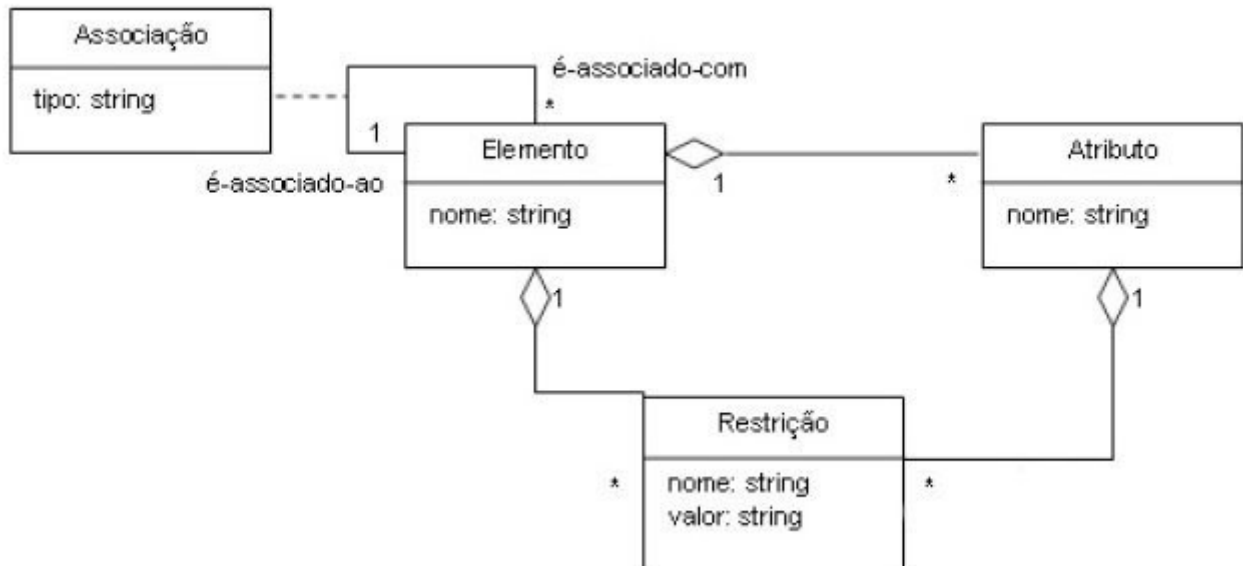 Associação
tipo: string
é-associado-com
*
1
é-associado-ao
Elemento
nome: string
1
*
Atributo
nome: string
1
1
Restrição
nome: string
valor: string
*
*